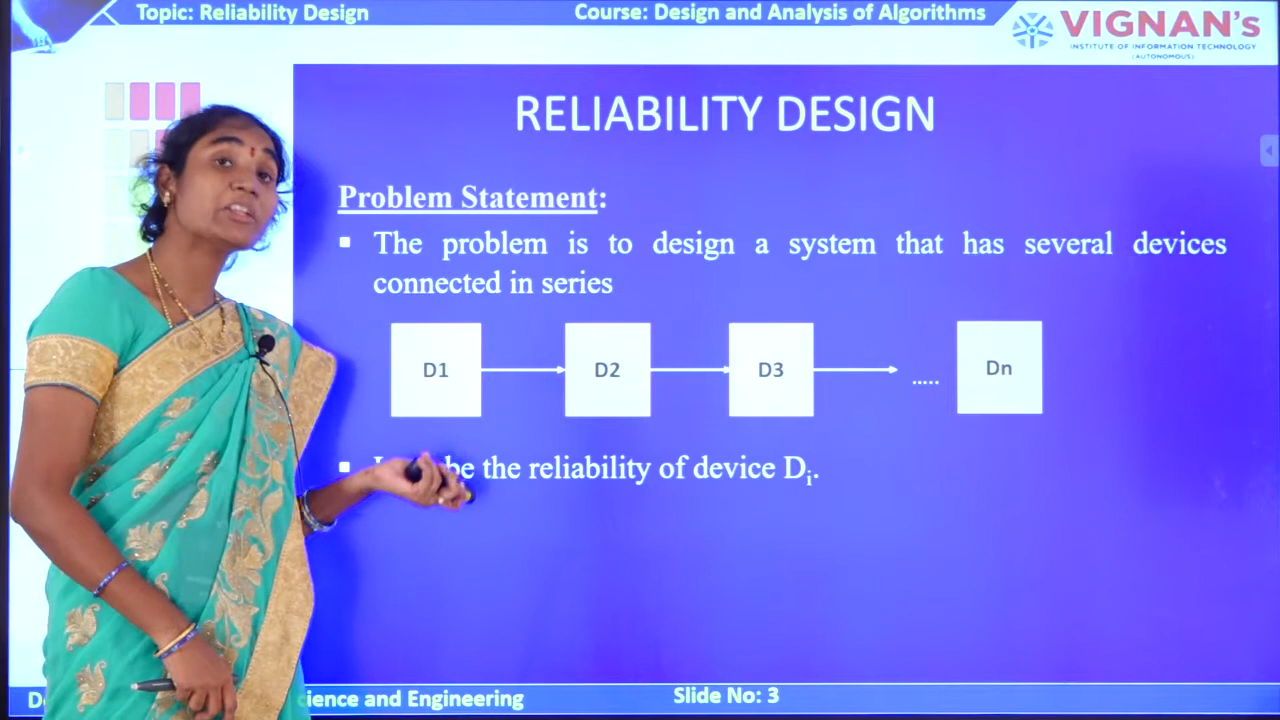 Topic: Reliability Design
Course: Design and Analysis of Algorithms
VIGNAN's
INSTITUTE OF INFORMATION TECHNOLOGY
(AUTONOMOUS)
RELIABILITY DESIGN
Problem Statement:
▪ The problem is to design a system that has several devices
connected in series
D1 D2 D3 ..... Dn
▪ be the reliability of device Di.
and Engineering
Slide No: 3